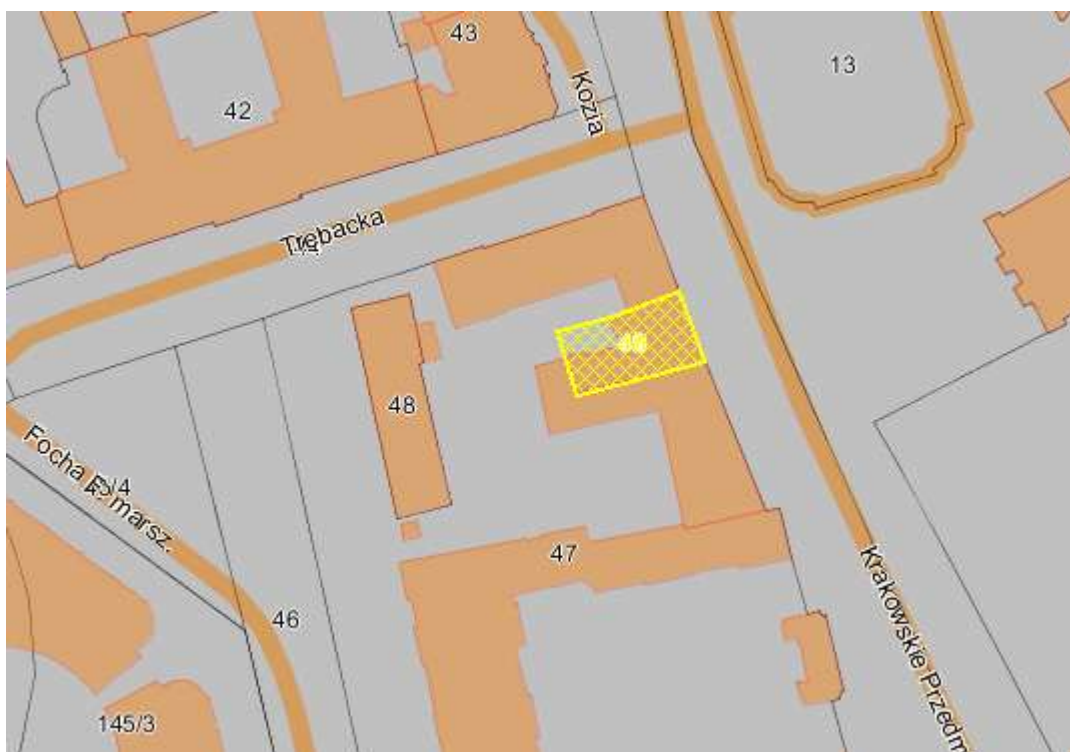 43
13
Kozia
42
Trębacka
48
Focha F. marsz.
47
46
Krakowskie Przedm
145/3